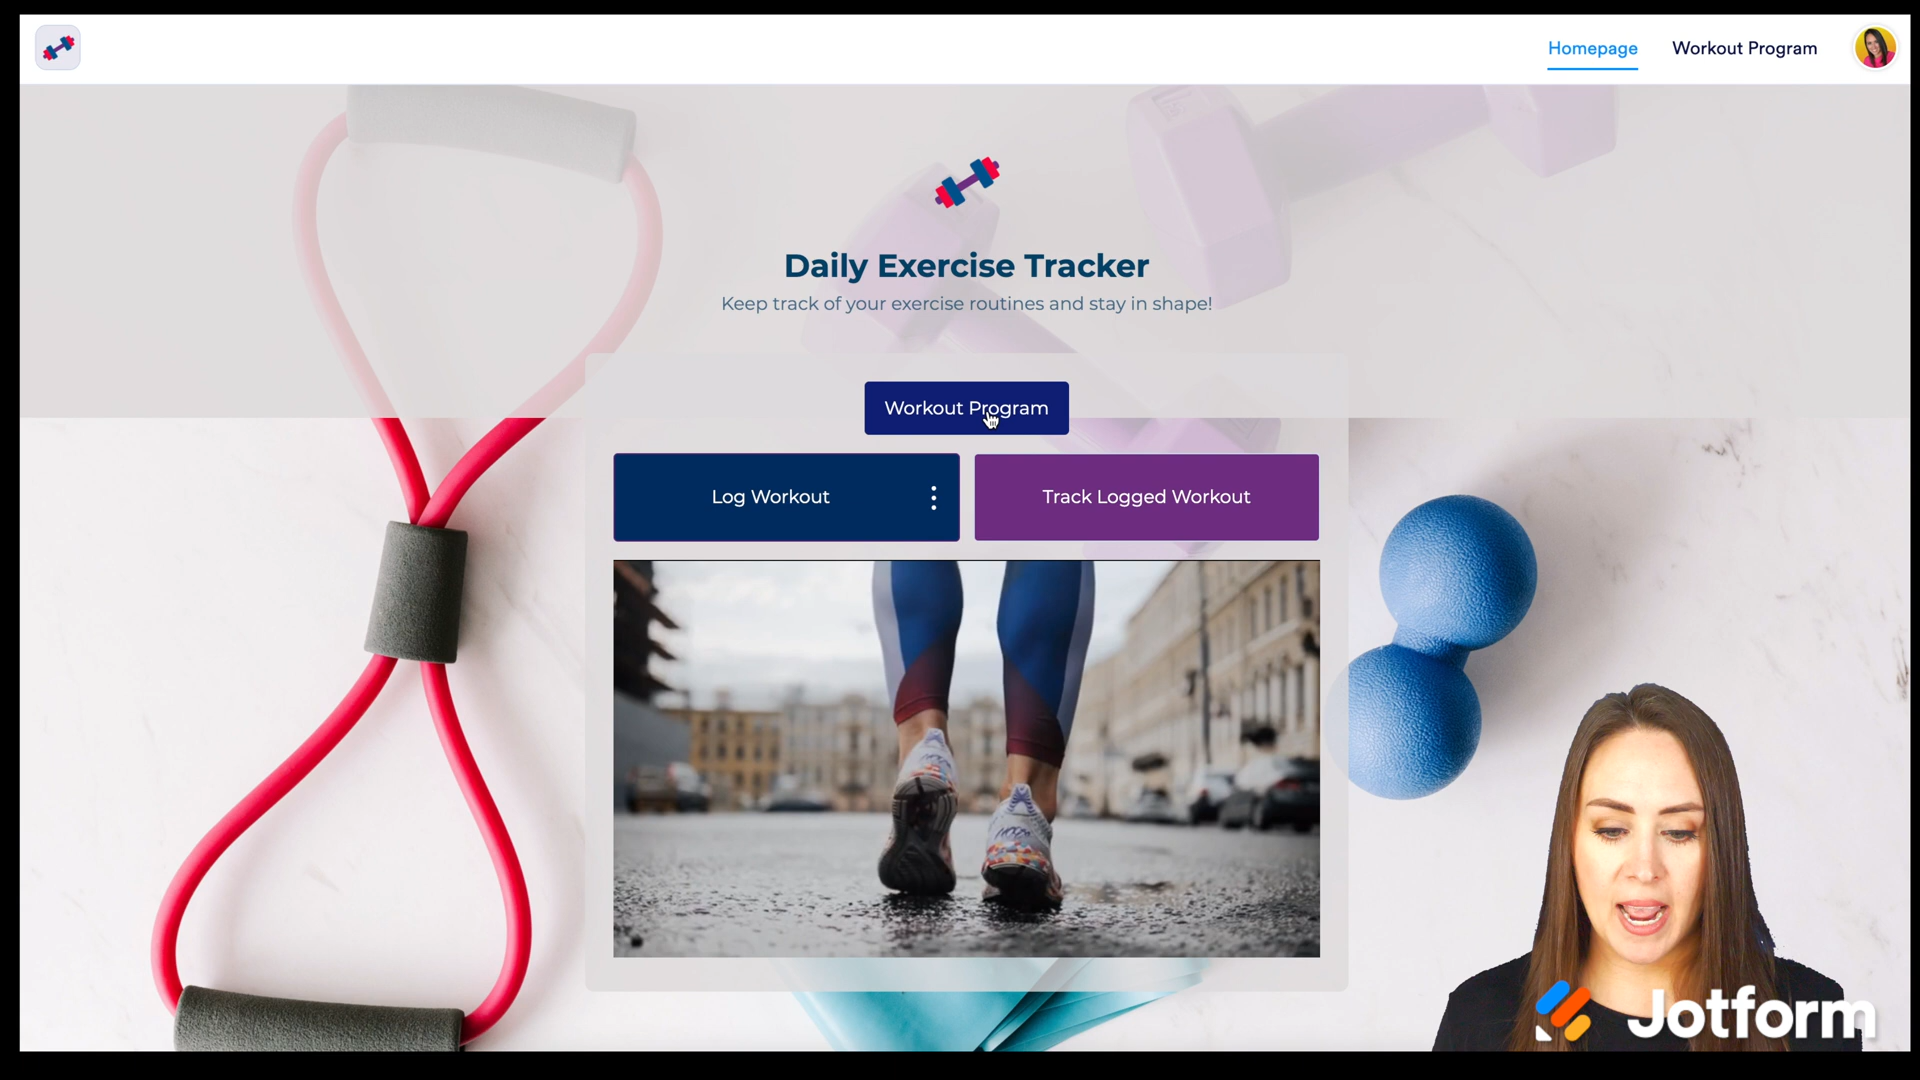 Homepage
Workout Program
Daily Exercise Tracker
Keep track of your exercise routines and stay in shape!
Workout Program
Log Workout
Track Logged Workout
Jotform